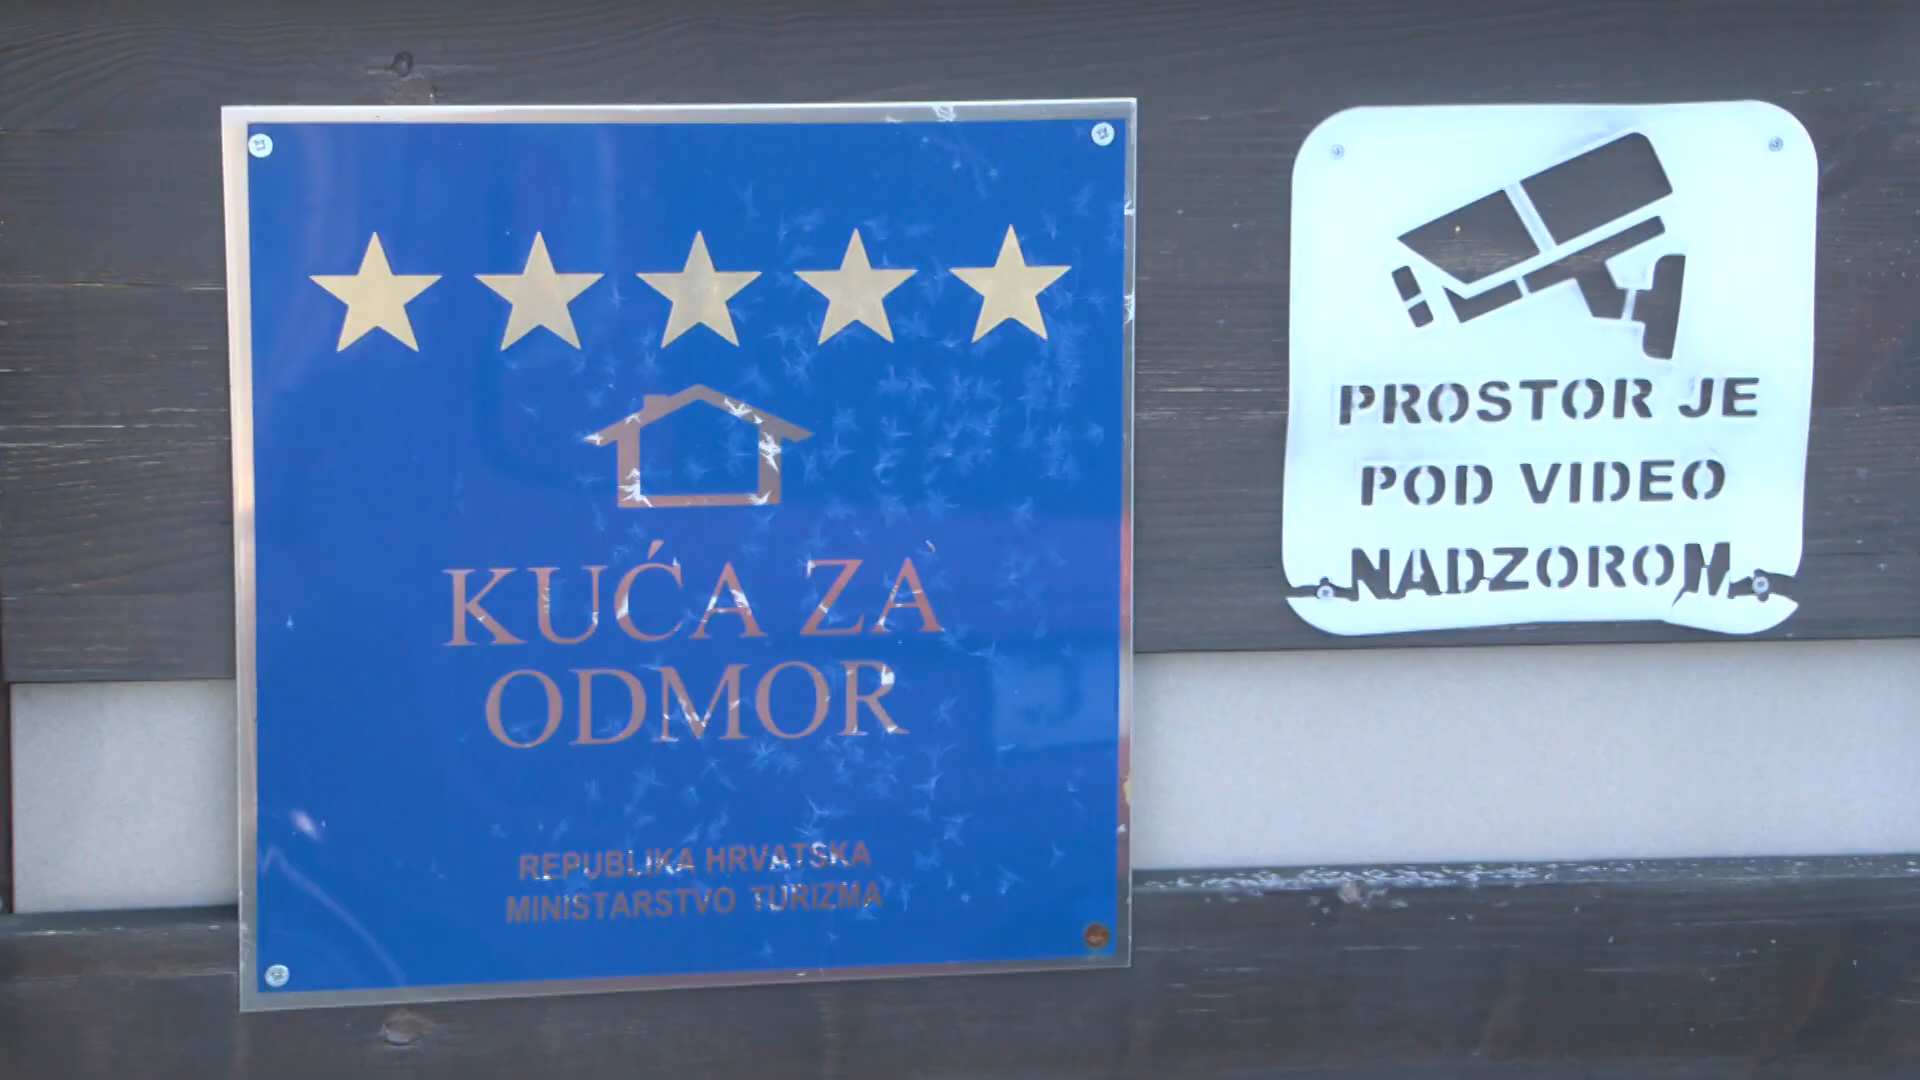 KUĆA ZA
ODMOR
REPUBLIKA HRVATSKA
MINISTARSTVO TURIZMA
PROSTOR JE
POD VIDEO
NADZOROM